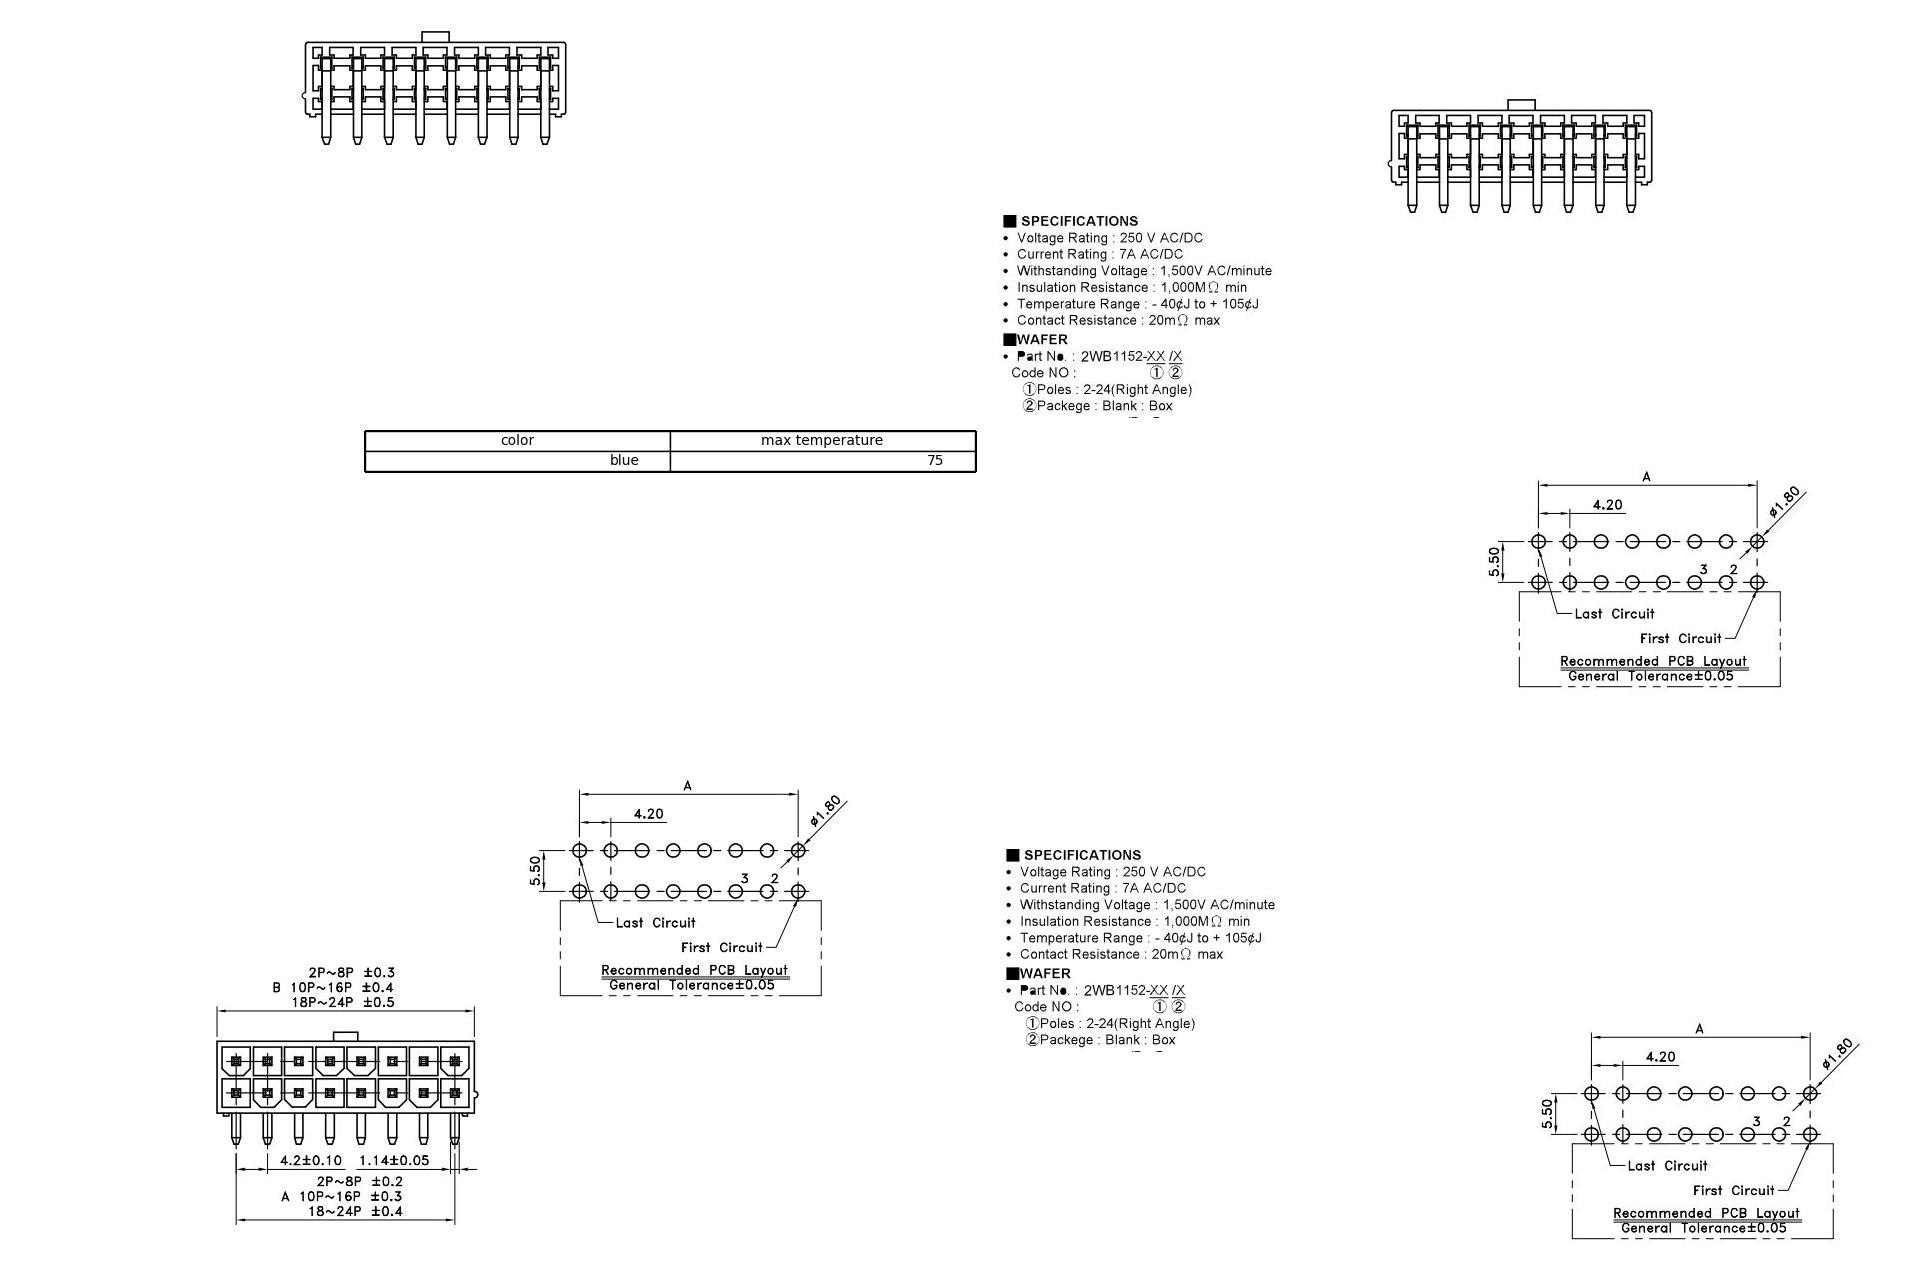 ■ SPECIFICATIONS
• Voltage Rating : 250 V AC/DC
• Current Rating : 7A AC/DC
• Withstanding Voltage : 1,500V AC/minute
• Insulation Resistance : 1,000MΩ min
• Temperature Range : - 40¢J to + 105¢J
• Contact Resistance : 20mΩ max
■WAFER
• Part No. : 2WB1152-XX /X
Code NO : ① ②
①Poles : 2-24(Right Angle)
②Packege : Blank : Box
color max temperature
blue 75
A
4.20
ø1.80
5.50
3 2
Last Circuit
First Circuit
Recommended PCB Layout
General Tolerance±0.05
A
4.20
ø1.80
5.50
3 2
Last Circuit
First Circuit
Recommended PCB Layout
General Tolerance±0.05
■ SPECIFICATIONS
• Voltage Rating : 250 V AC/DC
• Current Rating : 7A AC/DC
• Withstanding Voltage : 1,500V AC/minute
• Insulation Resistance : 1,000MΩ min
• Temperature Range : - 40¢J to + 105¢J
• Contact Resistance : 20mΩ max
■WAFER
• Part No. : 2WB1152-XX /X
Code NO : ① ②
①Poles : 2-24(Right Angle)
②Packege : Blank : Box
2P~8P ±0.3
B 10P~16P ±0.4
18P~24P ±0.5
4.2±0.10 1.14±0.05
2P~8P ±0.2
A 10P~16P ±0.3
18~24P ±0.4
A
4.20
ø1.80
5.50
3 2
Last Circuit
First Circuit
Recommended PCB Layout
General Tolerance±0.05